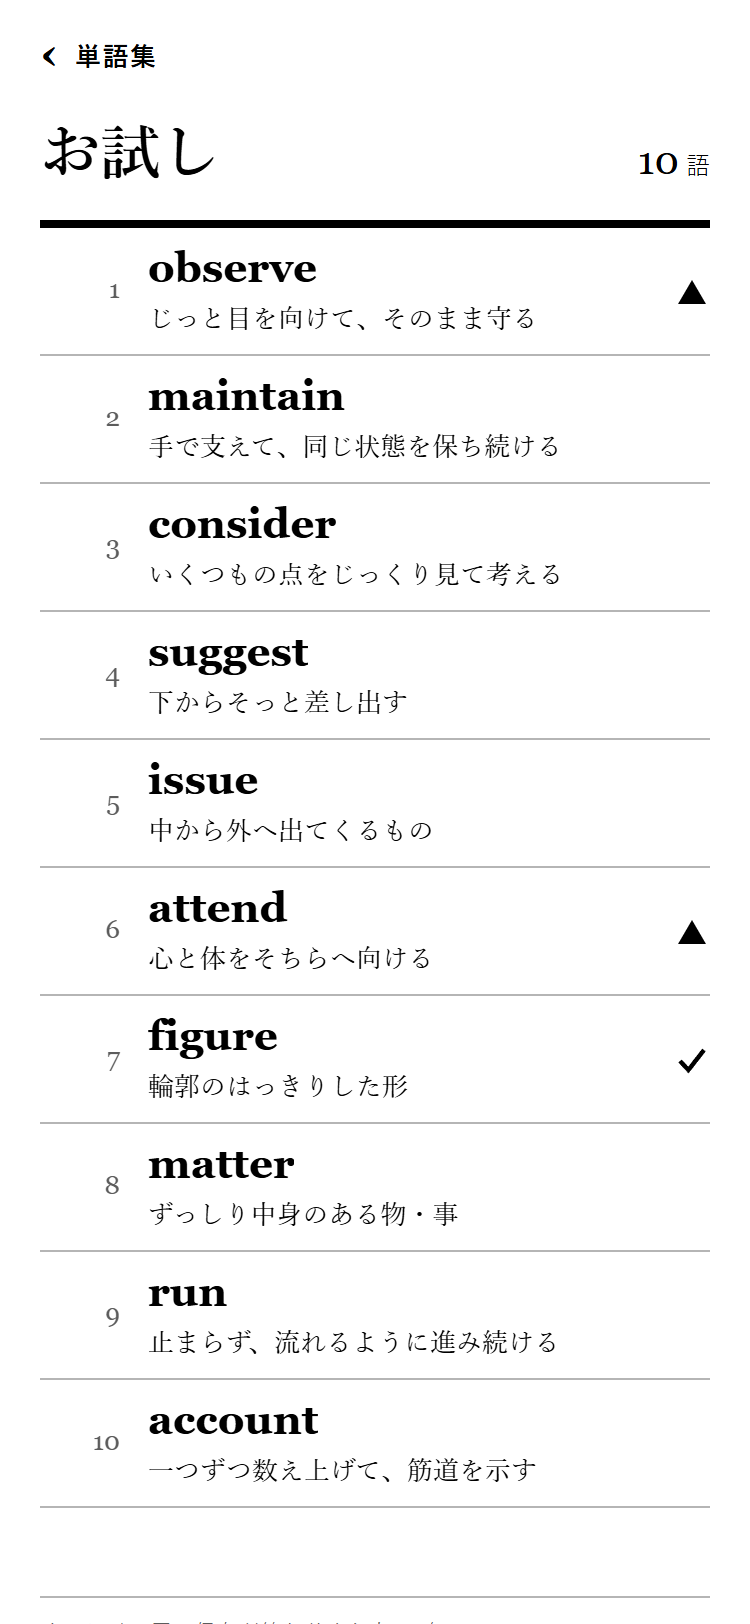 単語集
お試し
10 語
1 observe
じっと目を向けて、そのまま守る
2 maintain
手で支えて、同じ状態を保ち続ける
3 consider
いくつもの点をじっくり見て考える
4 suggest
下からそっと差し出す
5 issue
中から外へ出てくるもの
6 attend
心と体をそちらへ向ける
7 figure
輪郭のはっきりした形
8 matter
ずっしり中身のある物・事
9 run
止まらず、流れるように進み続ける
10 account
一つずつ数え上げて、筋道を示す